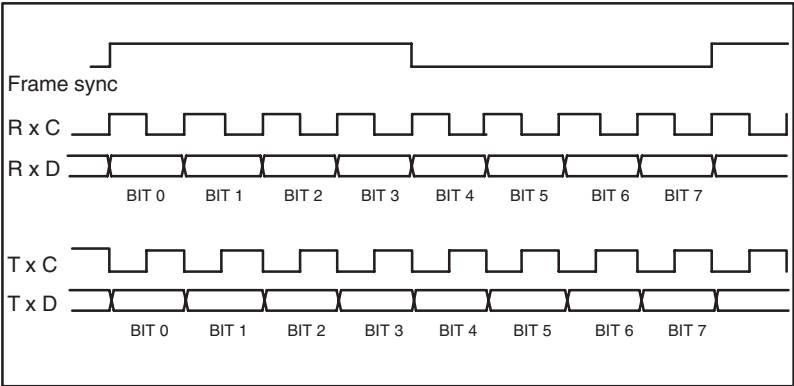 Frame sync
R x C
R x D
BIT 0 BIT 1 BIT 2 BIT 3 BIT 4 BIT 5 BIT 6 BIT 7
T x C
T x D
BIT 0 BIT 1 BIT 2 BIT 3 BIT 4 BIT 5 BIT 6 BIT 7